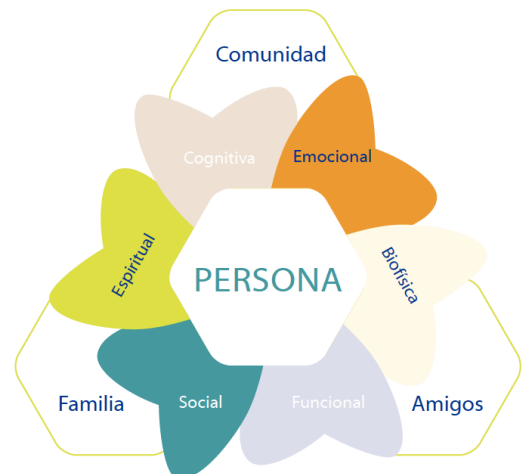 Comunidad
Cognitiva
Emocional
Espiritual
PERSONA
Biofísica
Familia
Social
Funcional
Amigos